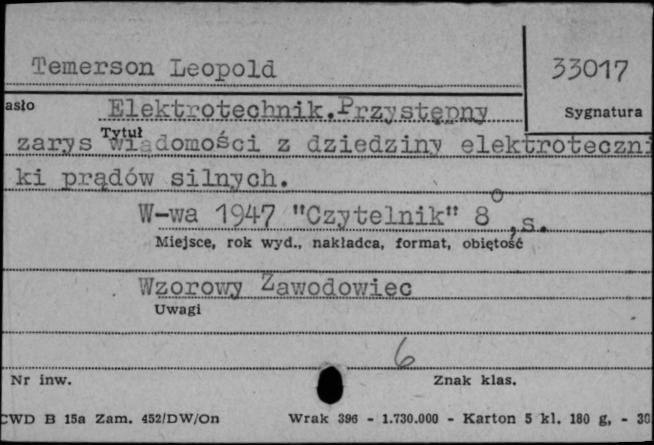 Temerson Leopold
33017
asło
Elektrotechnik.Przystępny
Sygnatura
Tytuł
zarys wiadomości z dziedziny elektrotechni
ki prądów silnych.
W-wa 1947 "Czytelnik" 8°,s.
Miejsce, rok wyd., nakładca, format, objętość
Wzorowy Zawodowiec
Uwagi
6
Nr inw.
Znak klas.
CWD B 15a Zam. 452/DW/On
Wrak 396 - 1.730.000 - Karton 5 kl. 180 g, - 30